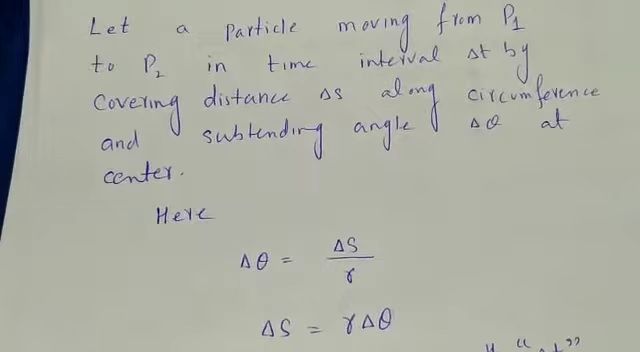 Let a particle moving from P₁
to P₂ in time interval Δt by
covering distance Δs along circumference
and subtending angle Δθ at
center.
Here
Δθ = ΔS / r
ΔS = rΔθ